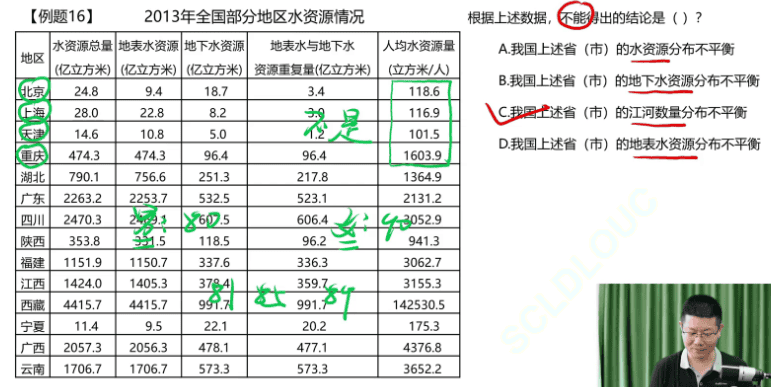 【例题16】 2013年全国部分地区水资源情况
地区 水资源总量(亿立方米) 地表水资源(亿立方米) 地下水资源(亿立方米) 地表水与地下水资源重复量(亿立方米) 人均水资源量(立方米/人)
北京 24.8 9.4 18.7 3.4 118.6
上海 28.0 22.8 8.2 3.0 116.9
天津 14.6 10.8 5.0 1.2 101.5
不是
重庆 474.3 474.3 96.4 96.4 1603.9
湖北 790.1 756.6 251.3 217.8 1364.9
广东 2263.2 2253.7 532.5 523.1 2131.2
四川 2470.3 607.5 606.4 3052.9
: 80 : 90
陕西 353.8 331.5 118.5 96.2 941.3
福建 1151.9 1150.7 337.6 336.3 3062.7
江西 1424.0 1405.3 378.4 359.7 3155.3
81 85 89
西藏 4415.7 4415.7 991.7 991.7 142530.5
宁夏 11.4 9.5 22.1 20.2 175.3
广西 2057.3 2056.3 478.1 477.1 4376.8
云南 1706.7 1706.7 573.3 573.3 3652.2
根据上述数据，不能得出的结论是（ ）？
A.我国上述省（市）的水资源分布不平衡
B.我国上述省（市）的地下水资源分布不平衡
C.我国上述省（市）的江河数量分布不平衡
D.我国上述省（市）的地表水资源分布不平衡
SCLDLOUC